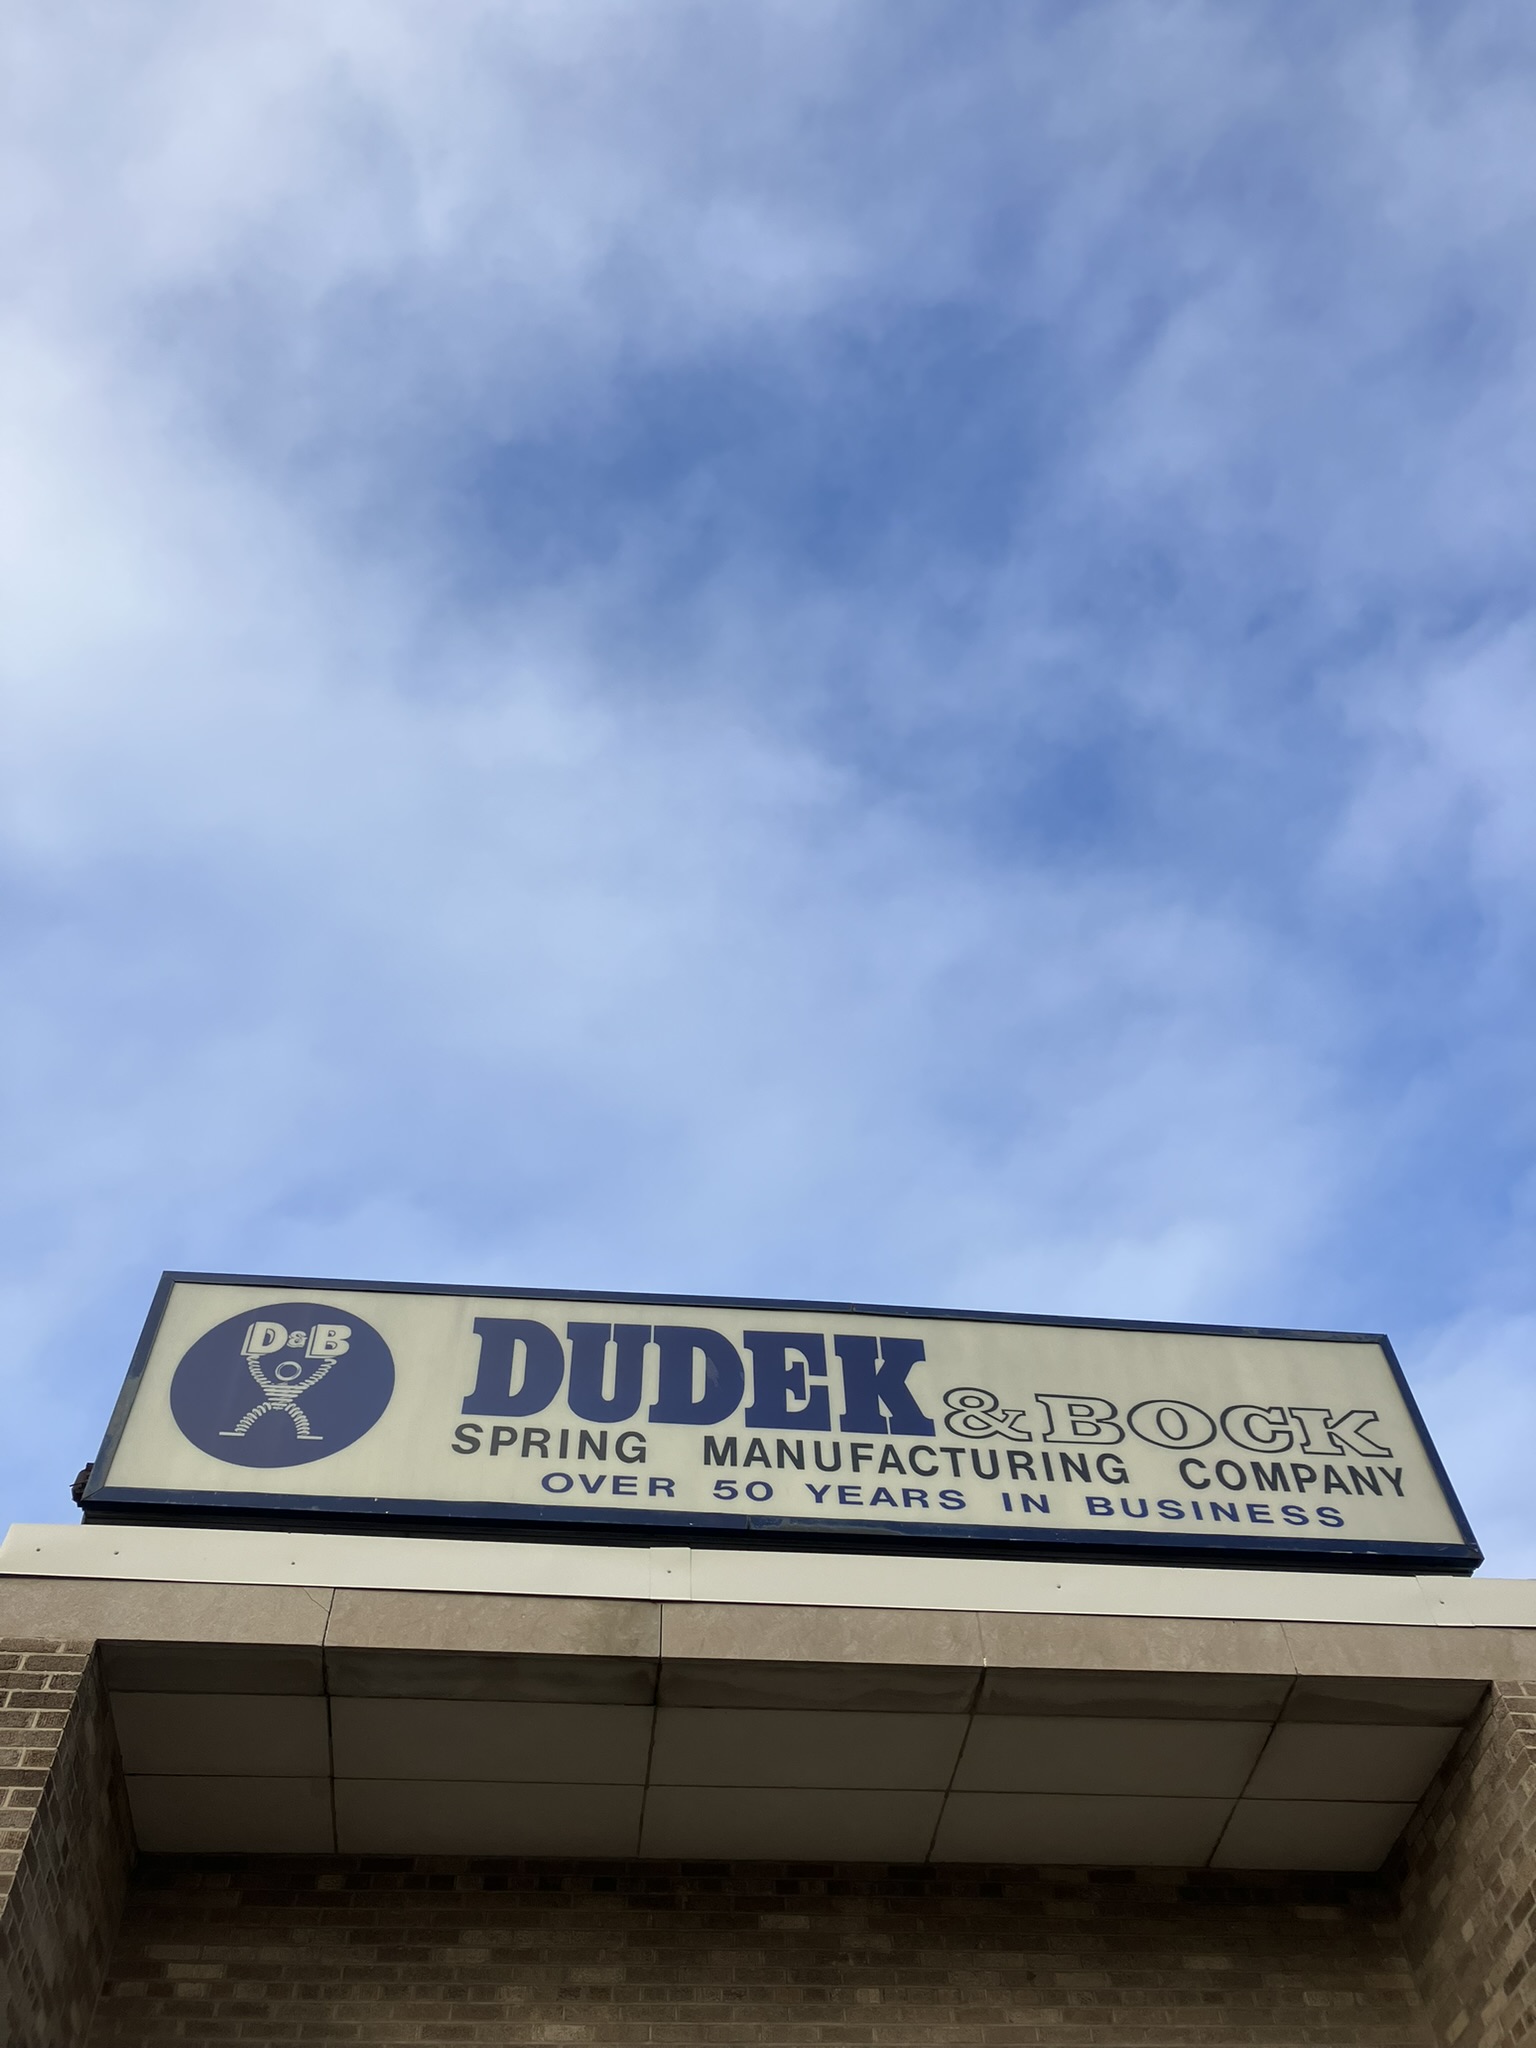 D&B
DUDEK & BOCK
SPRING MANUFACTURING COMPANY
OVER 50 YEARS IN BUSINESS